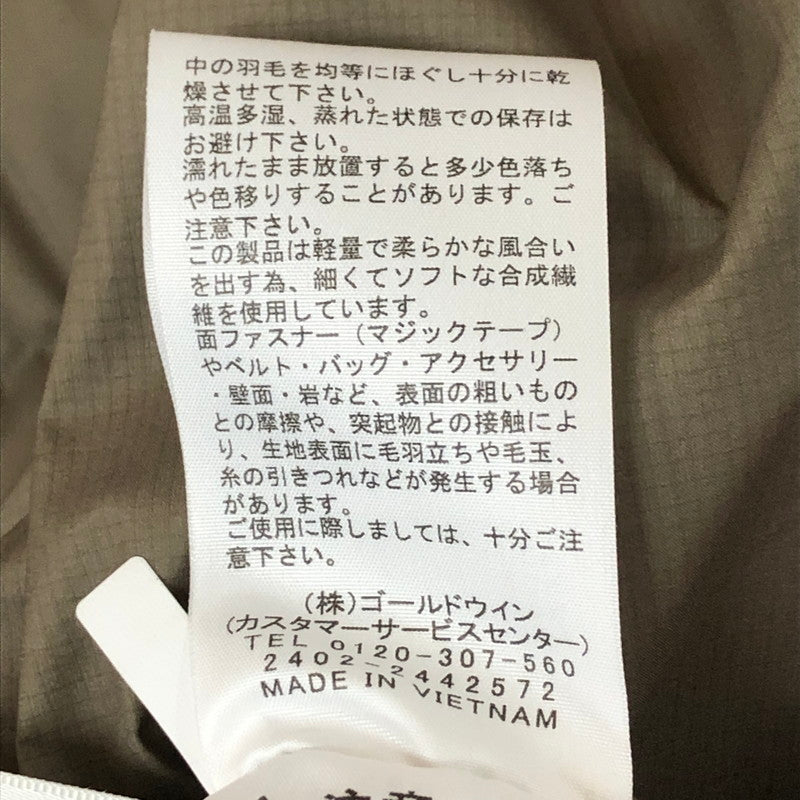 中の羽毛を均等にほぐし十分に乾
燥させて下さい。
高温多湿、蒸れた状態での保存は
お避け下さい。
濡れたまま放置すると多少色落ち
や色移りすることがあります。ご
注意下さい。
この製品は軽量で柔らかな風合い
を出す為、細くてソフトな合成繊
維を使用しています。
面ファスナー（マジックテープ）
やベルト・バッグ・アクセサリー
・壁面・岩など、表面の粗いもの
との摩擦や、突起物との接触によ
り、生地表面に毛羽立ちや毛玉、
糸の引きつれなどが発生する場合
があります。
ご使用に際しましては、十分ご注
意下さい。
(株)ゴールドウイン
(カスタマーサービスセンター)
TEL 0120-307-560
2402-2442572
MADE IN VIETNAM